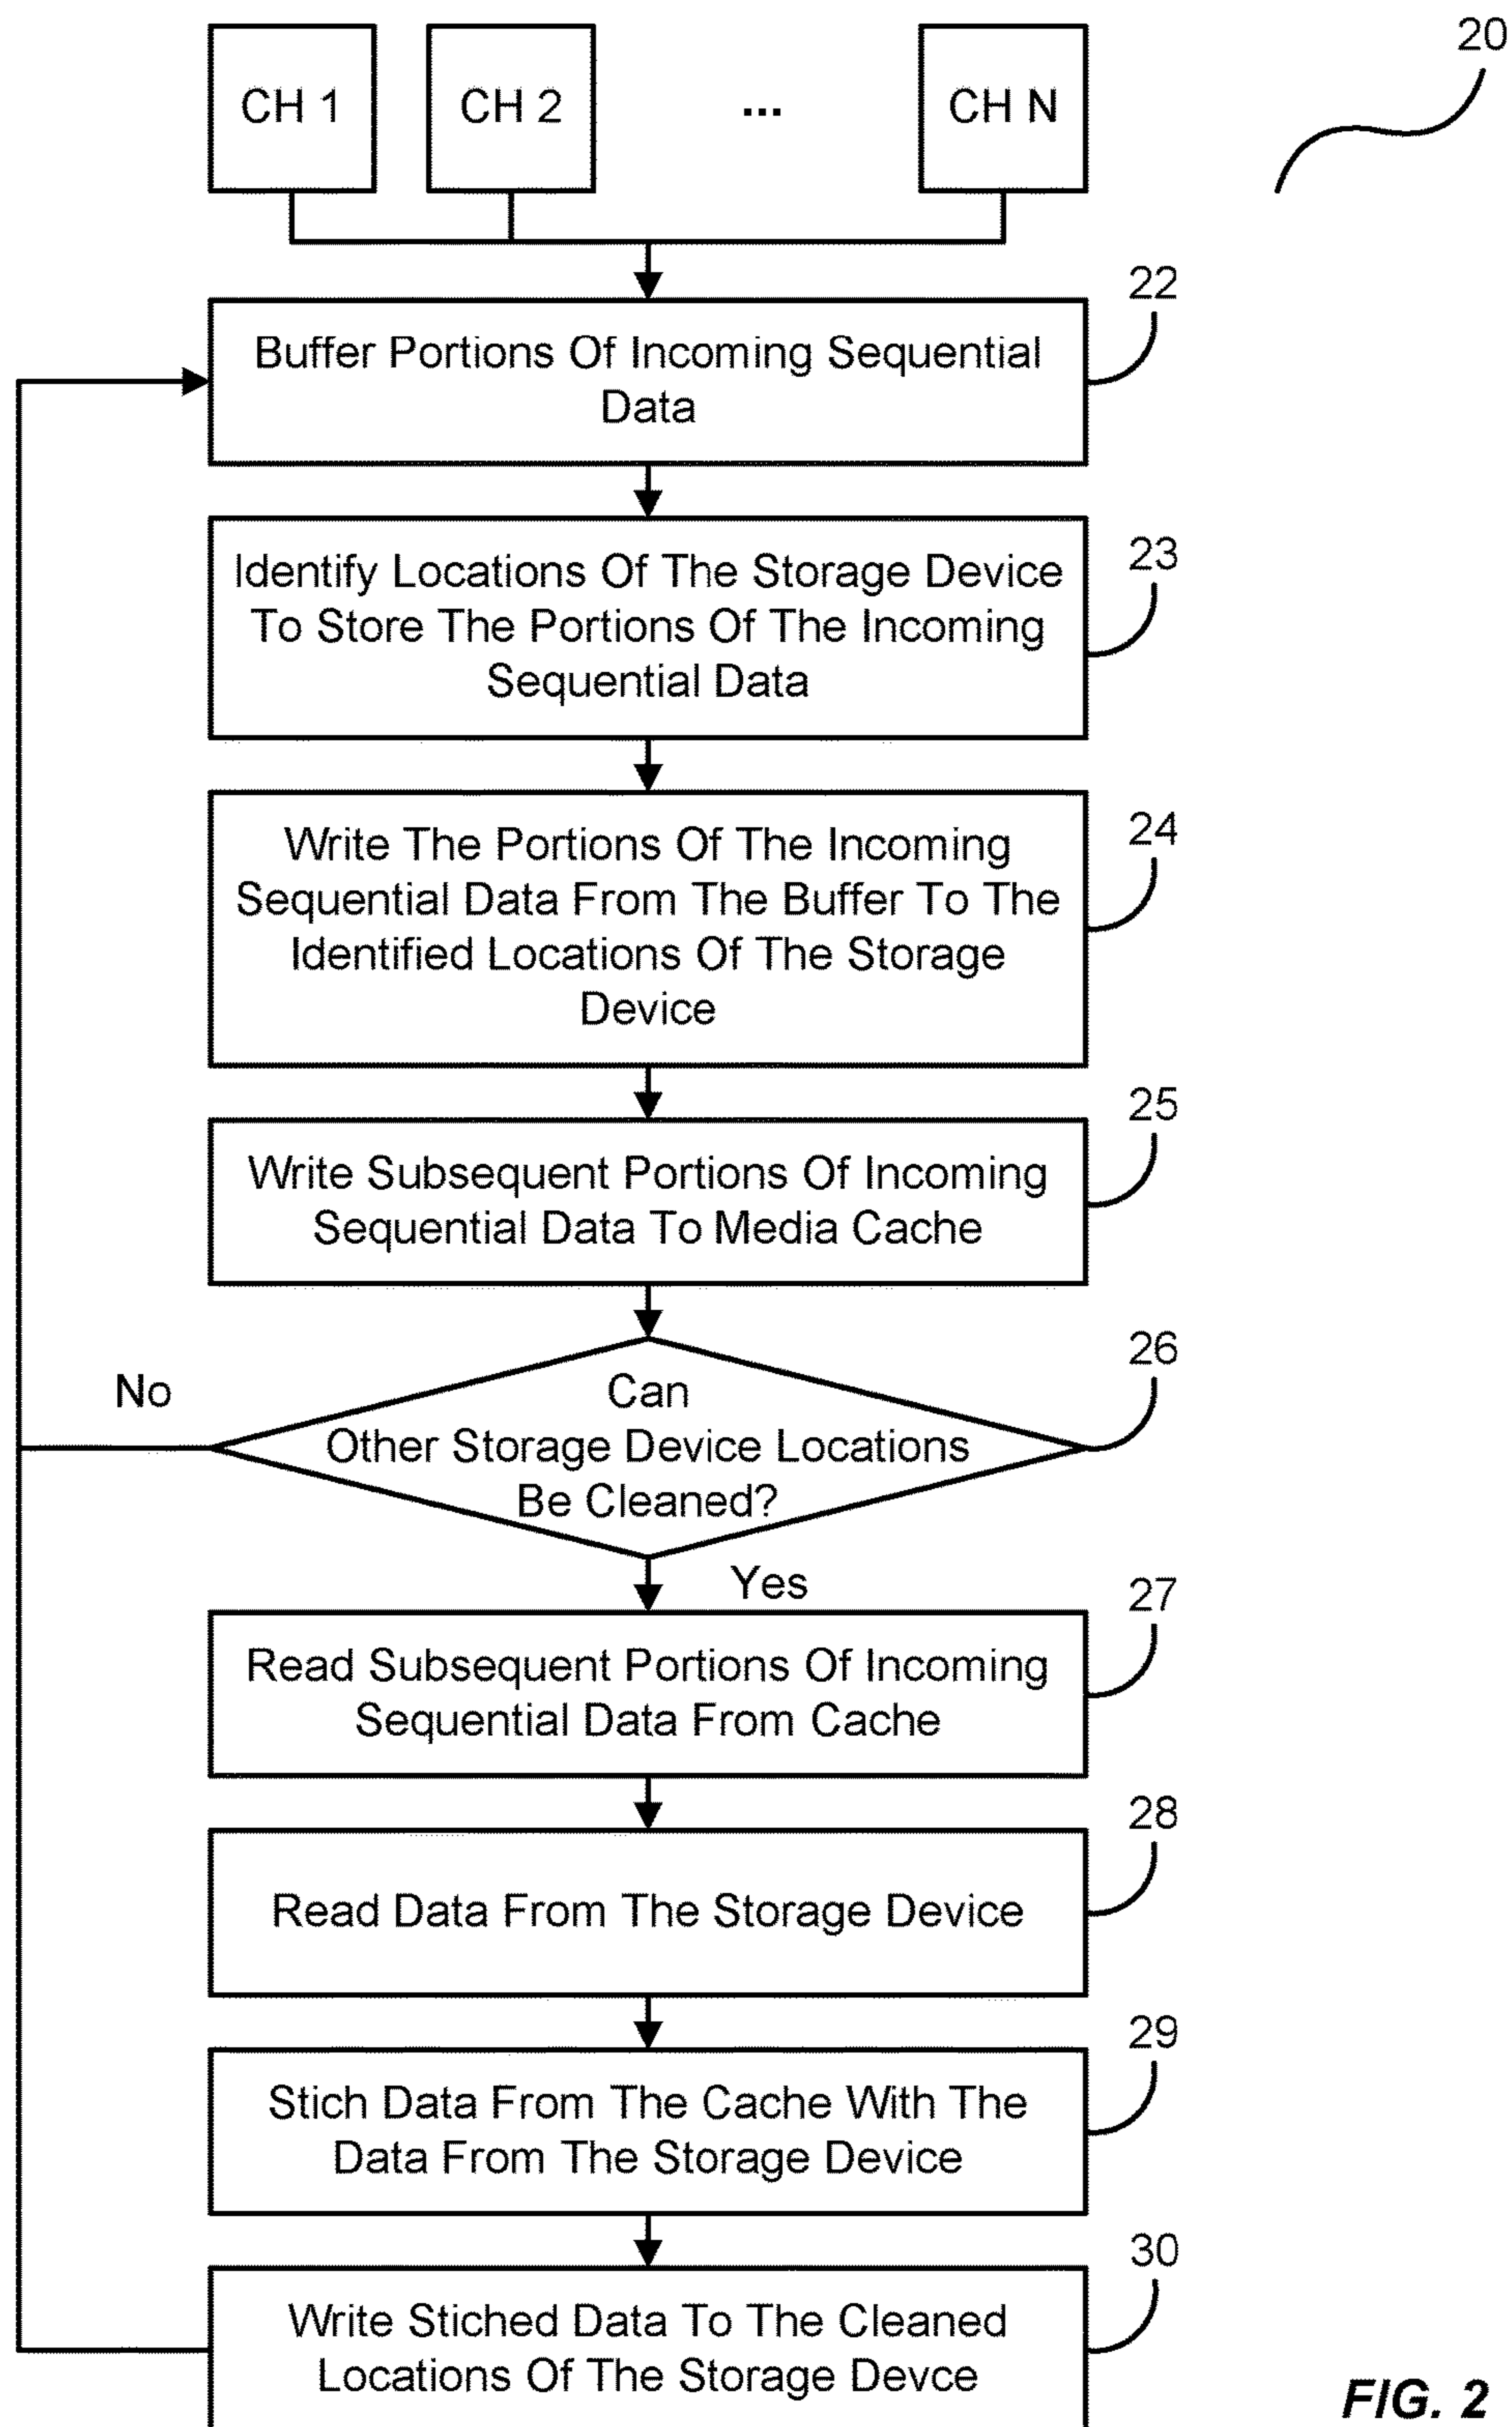 20
CH 1
CH 2
...
CH N
22
Buffer Portions Of Incoming Sequential
Data
23
Identify Locations Of The Storage Device
To Store The Portions Of The Incoming
Sequential Data
24
Write The Portions Of The Incoming
Sequential Data From The Buffer To The
Identified Locations Of The Storage
Device
25
Write Subsequent Portions Of Incoming
Sequential Data To Media Cache
26
No
Can
Other Storage Device Locations
Be Cleaned?
Yes
27
Read Subsequent Portions Of Incoming
Sequential Data From Cache
28
Read Data From The Storage Device
29
Stich Data From The Cache With The
Data From The Storage Device
30
Write Stiched Data To The Cleaned
Locations Of The Storage Devce
FIG. 2